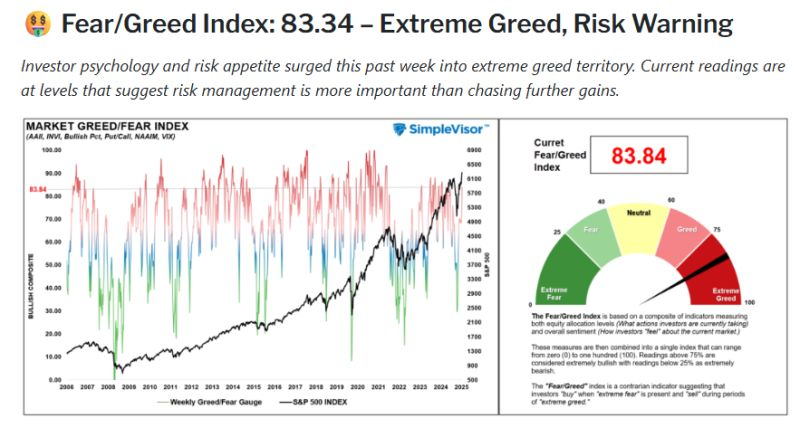 Fear/Greed Index: 83.34 – Extreme Greed, Risk Warning
Investor psychology and risk appetite surged this past week into extreme greed territory. Current readings are
at levels that suggest risk management is more important than chasing further gains.
MARKET GREED/FEAR INDEX
(AAII, INVI, Bullish Pct, Put/Call, NAAIM, VIX)
SimpleVisor™
100.00
90.00
83.84
80.00
70.00
60.00
50.00
40.00
30.00
20.00
10.00
0.00
BULLISH COMPOSITE
6900
6500
6100
5700
5300
4900
4500
4100
3700
3300
2900
2500
2100
1700
1300
900
500
S&P 500
2006 2007 2008 2009 2010 2011 2012 2013 2014 2015 2016 2017 2018 2019 2020 2021 2022 2023 2024 2025
Weekly Greed/Fear Gauge
S&P 500 INDEX
Curret
Fear/Greed
Index
83.84
0
25
40
60
75
100
Extreme
Fear
Fear
Neutral
Greed
Extreme
Greed
The Fear/Greed Index is based on a composite of indicators measuring
both equity allocation levels (What actions investors are currently taking)
and overall sentiment (How investors "feel" about the current market.)
These measures are then combined into a single index that can range
from zero (0) to one hundred (100). Readings above 75% are
considered extremely bullish with readings below 25% as extremely
bearish.
The "Fear/Greed" index is a contrarian indicator suggesting that
investors "buy" when "extreme fear" is present and "sell" during periods
of "extreme greed."